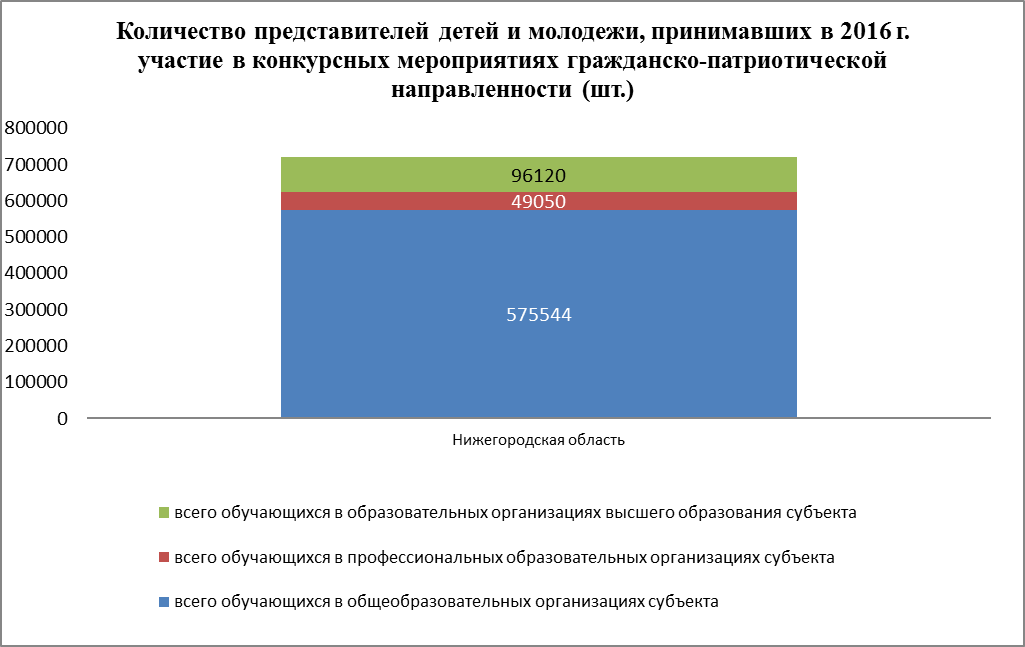 Количество представителей детей и молодежи, принимавших в 2016 г.
участие в конкурсных мероприятиях гражданско-патриотической
направленности (шт.)
800000
700000
600000
500000
400000
300000
200000
100000
0
96120
49050
575544
Нижегородская область
всего обучающихся в образовательных организациях высшего образования субъекта
всего обучающихся в профессиональных образовательных организациях субъекта
всего обучающихся в общеобразовательных организациях субъекта